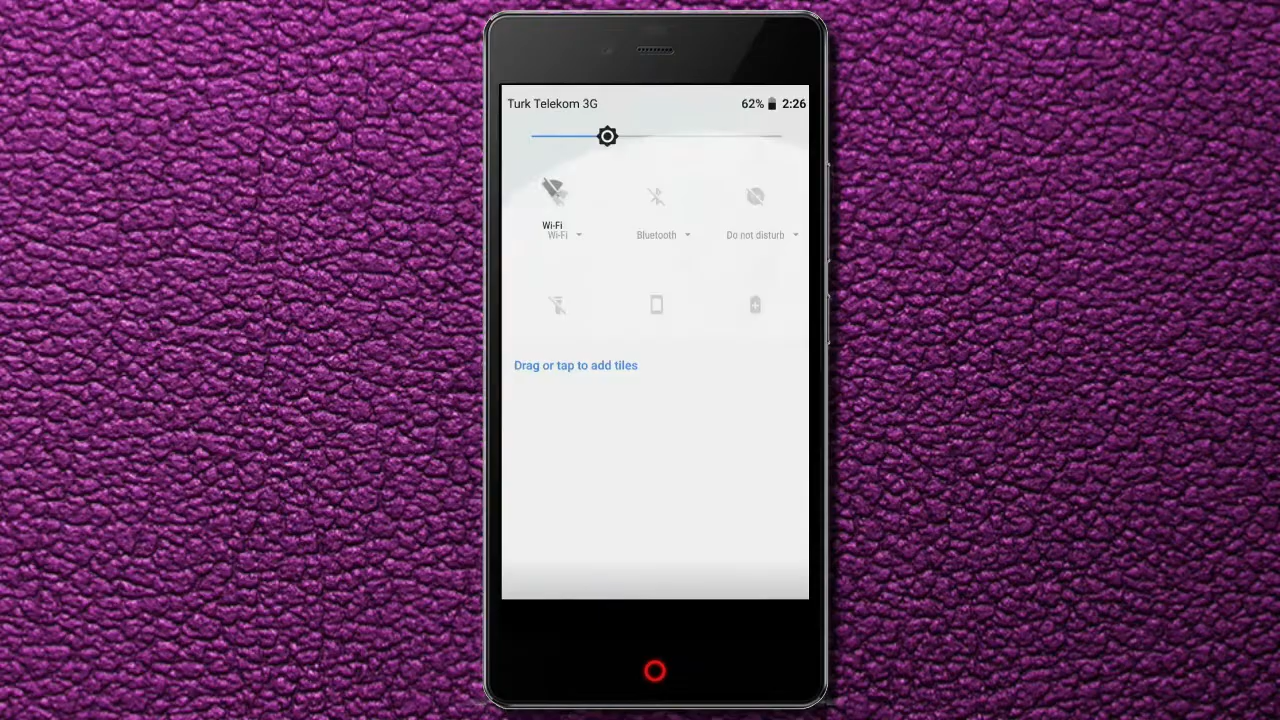 Turk Telekom 3G 62% 2:26
Wi-Fi
Wi-Fi Bluetooth Do not disturb
Drag or tap to add tiles